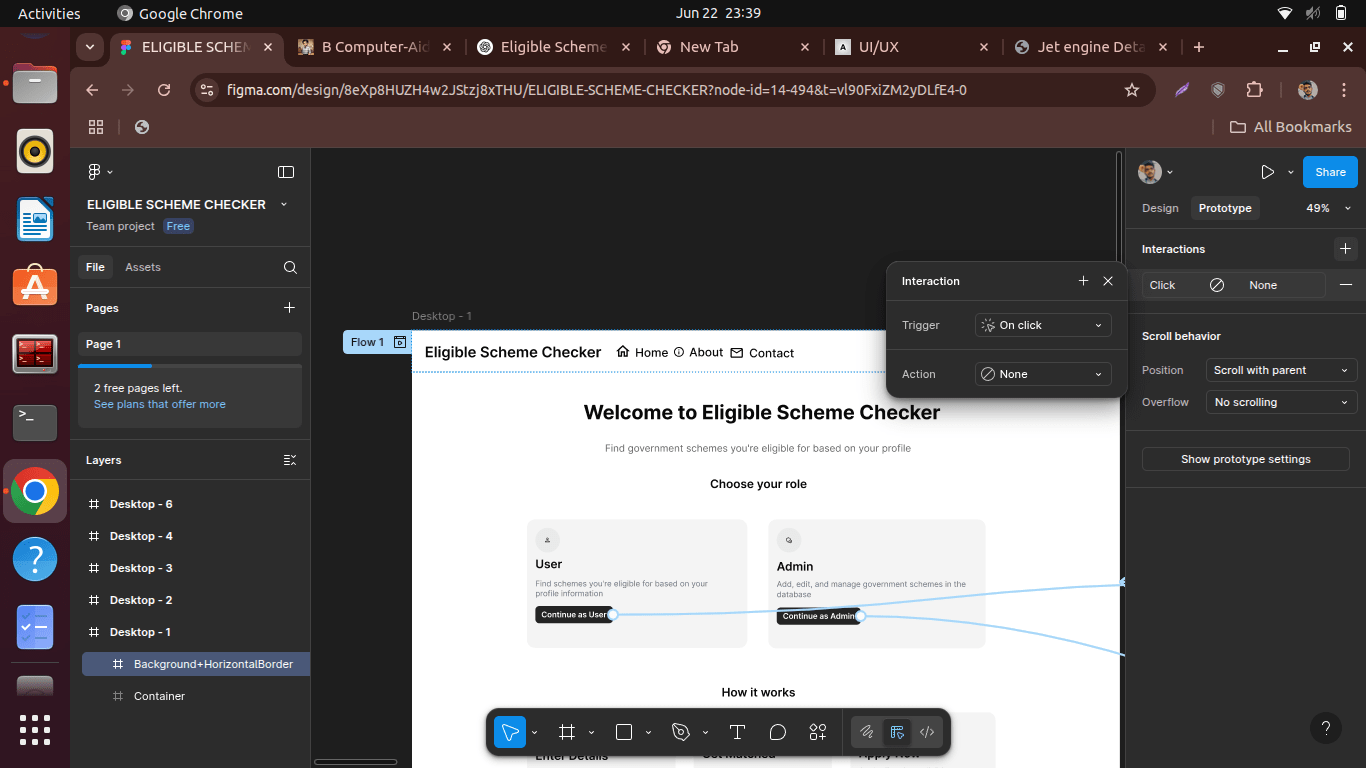 Activities
Google Chrome
Jun 22 23:39
ELIGIBLE SCHEM
B Computer-Aid
Eligible Scheme
New Tab
UI/UX
Jet engine Deta
figma.com/design/8eXp8HUZH4w2JStzj8xTHU/ELIGIBLE-SCHEME-CHECKER?node-id=14-494&t=vl90FxiZM2yDLfE4-0
All Bookmarks
ELIGIBLE SCHEME CHECKER
Team project Free
File Assets
Pages
Page 1
2 free pages left.
See plans that offer more
Layers
Desktop - 6
Desktop - 4
Desktop - 3
Desktop - 2
Desktop - 1
Background+HorizontalBorder
Container
Desktop - 1
Flow 1
Eligible Scheme Checker Home About Contact
Welcome to Eligible Scheme Checker
Find government schemes you're eligible for based on your profile
Choose your role
User
Find schemes you're eligible for based on your
profile information
Continue as User
Admin
Add, edit, and manage government schemes in the
database
Continue as Admin
How it works
Enter Details
Get Matched
Apply Now
Interaction
Trigger On click
Action None
Share
Design Prototype 49%
Interactions
Click None
Scroll behavior
Position Scroll with parent
Overflow No scrolling
Show prototype settings
?